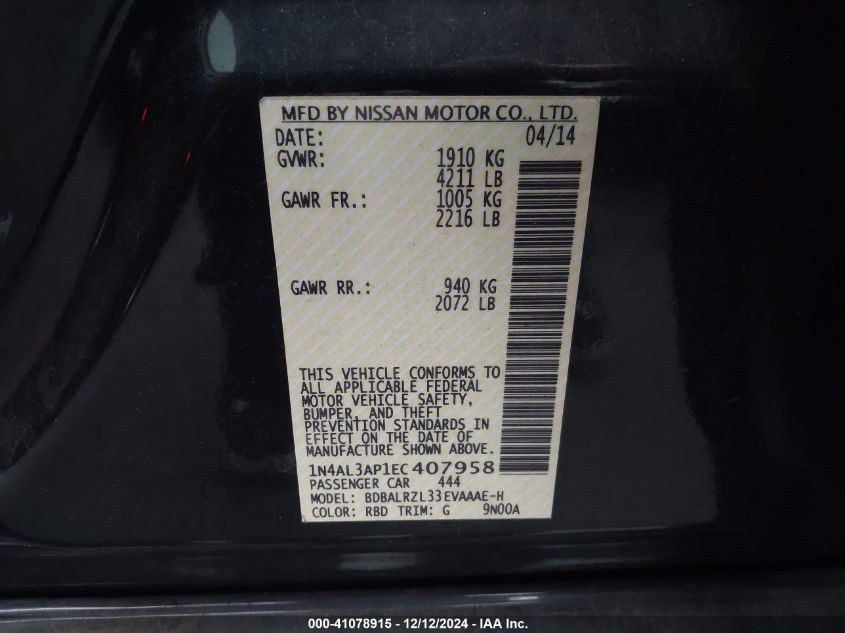 MFD BY NISSAN MOTOR CO., LTD.
DATE: 04/14
GVWR: 1910 KG
4211 LB
GAWR FR.: 1005 KG
2216 LB
GAWR RR.: 940 KG
2072 LB
THIS VEHICLE CONFORMS TO
ALL APPLICABLE FEDERAL
MOTOR VEHICLE SAFETY,
BUMPER, AND THEFT
PREVENTION STANDARDS IN
EFFECT ON THE DATE OF
MANUFACTURE SHOWN ABOVE.
1N4AL3AP1EC407958
PASSENGER CAR 444
MODEL: BDBALRZL33EVAAAE-H
COLOR: RBD TRIM: G 9N00A
000-41078915 - 12/12/2024 - IAA Inc.